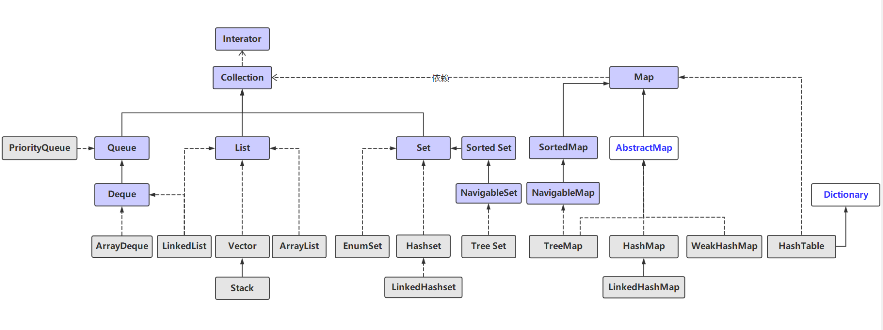 Interator
Collection
依赖
Map
PriorityQueue
Queue
List
Set
Sorted Set
SortedMap
AbstractMap
Deque
NavigableSet
NavigableMap
Dictionary
ArrayDeque
LinkedList
Vector
ArrayList
EnumSet
Hashset
Tree Set
TreeMap
HashMap
WeakHashMap
HashTable
Stack
LinkedHashset
LinkedHashMap